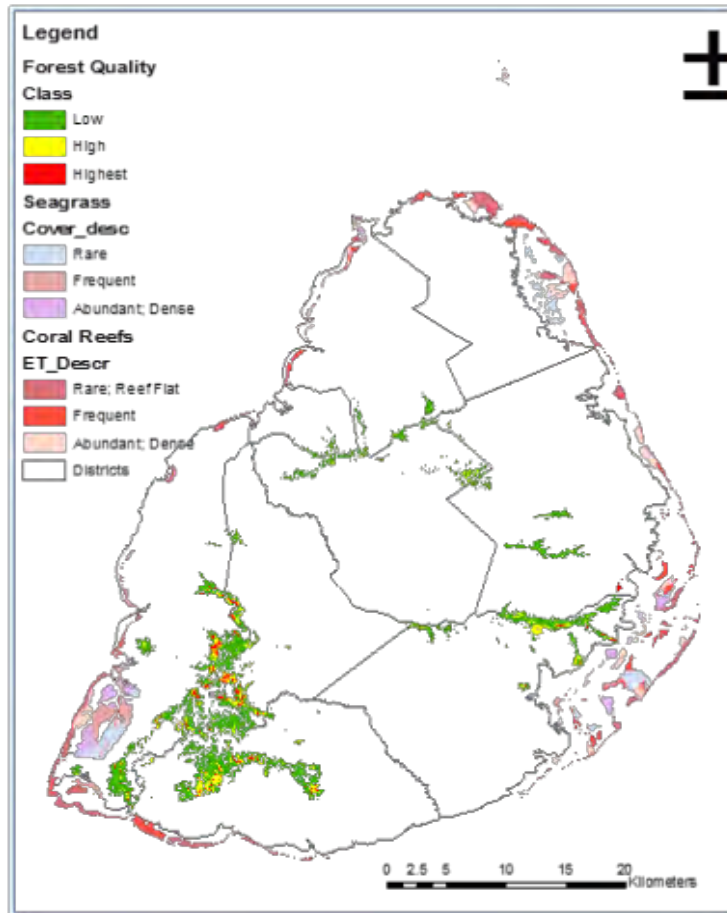 Legend
Forest Quality
Class
Low
High
Highest
Seagrass
Cover_desc
Rare
Frequent
Abundant; Dense
Coral Reefs
ET_Descr
Rare; Reef Flat
Frequent
Abundant; Dense
Districts
0 2.5 5 10 15 20
Kilometers